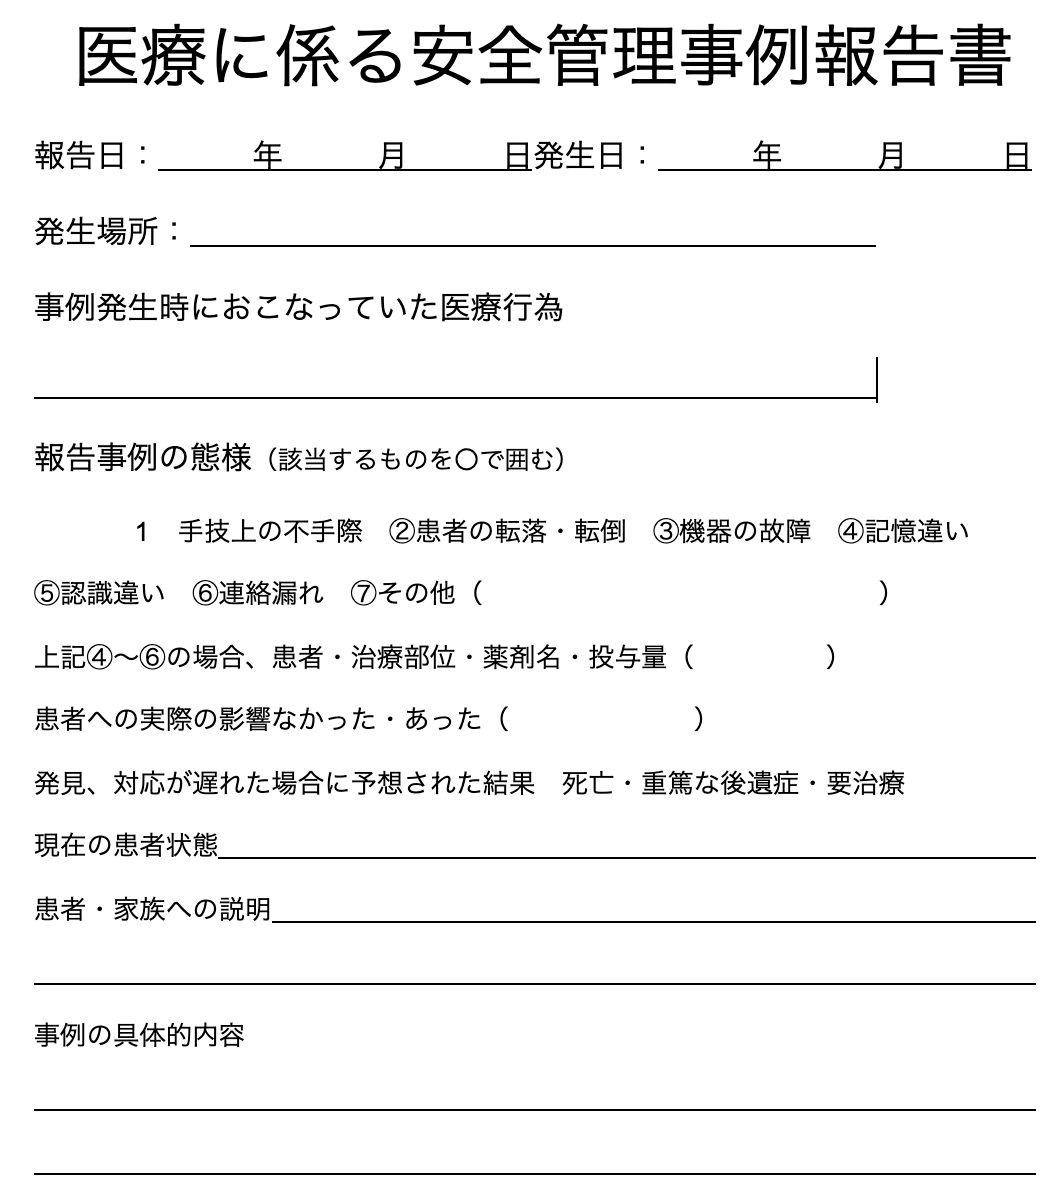 医療に係る安全管理事例報告書
報告日：　　　年　　　月　　　日発生日：　　　年　　　月　　　日
発生場所：
事例発生時におこなっていた医療行為
報告事例の態様（該当するものを〇で囲む）
1　手技上の不手際　②患者の転落・転倒　③機器の故障　④記憶違い
⑤認識違い　⑥連絡漏れ　⑦その他（　　　　　　　　　　　　　　　）
上記④～⑥の場合、患者・治療部位・薬剤名・投与量（　　　　　）
患者への実際の影響なかった・あった（　　　　　　　）
発見、対応が遅れた場合に予想された結果　死亡・重篤な後遺症・要治療
現在の患者状態
患者・家族への説明
事例の具体的内容